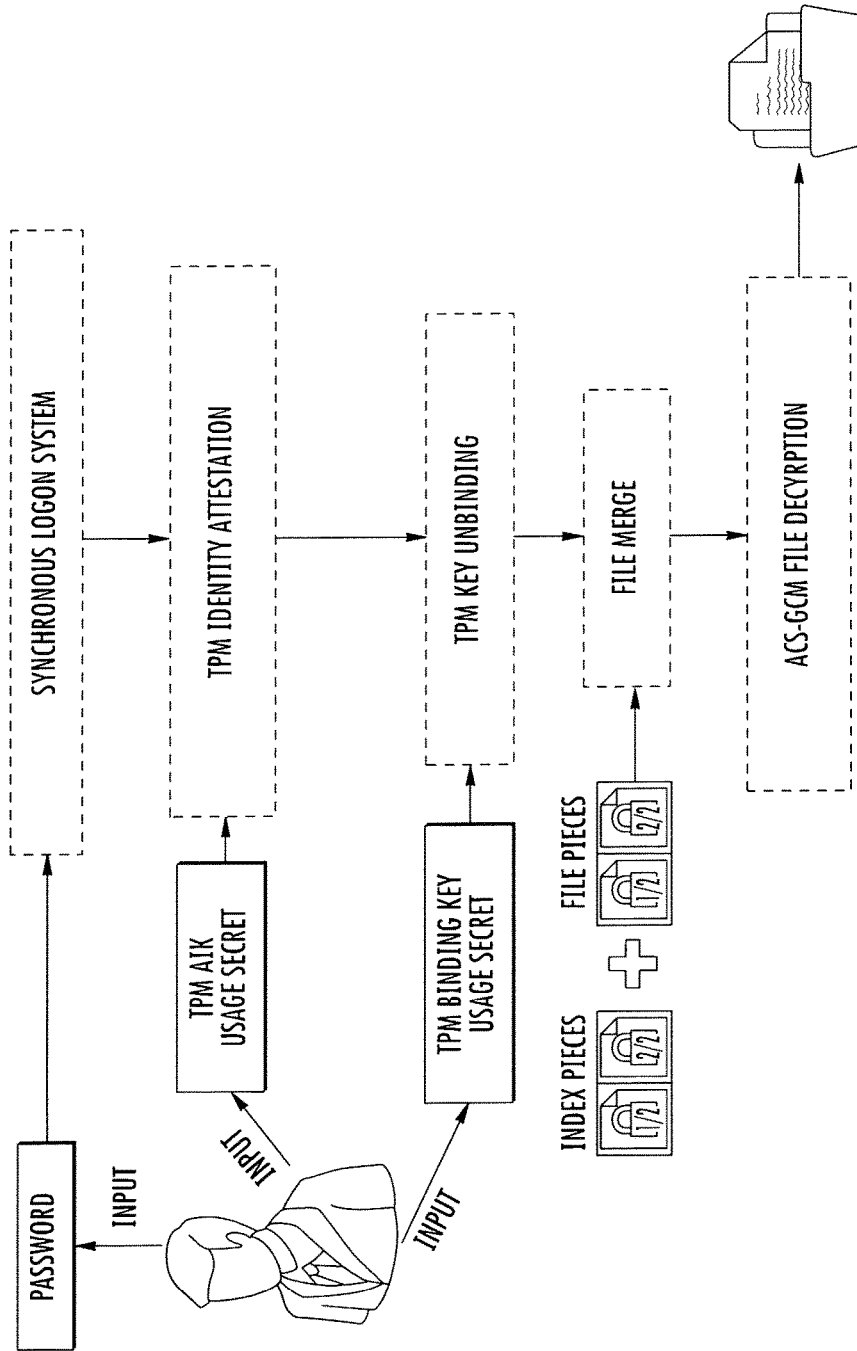 PASSWORD
INPUT
SYNCHRONOUS LOGON SYSTEM
INPUT
TPM AIK
USAGE SECRET
TPM IDENTITY ATTESTATION
INPUT
TPM BINDING KEY
USAGE SECRET
TPM KEY UNBINDING
INDEX PIECES
1/2
2/2
FILE PIECES
1/2
2/2
FILE MERGE
ACS-GCM FILE DECYRPTION